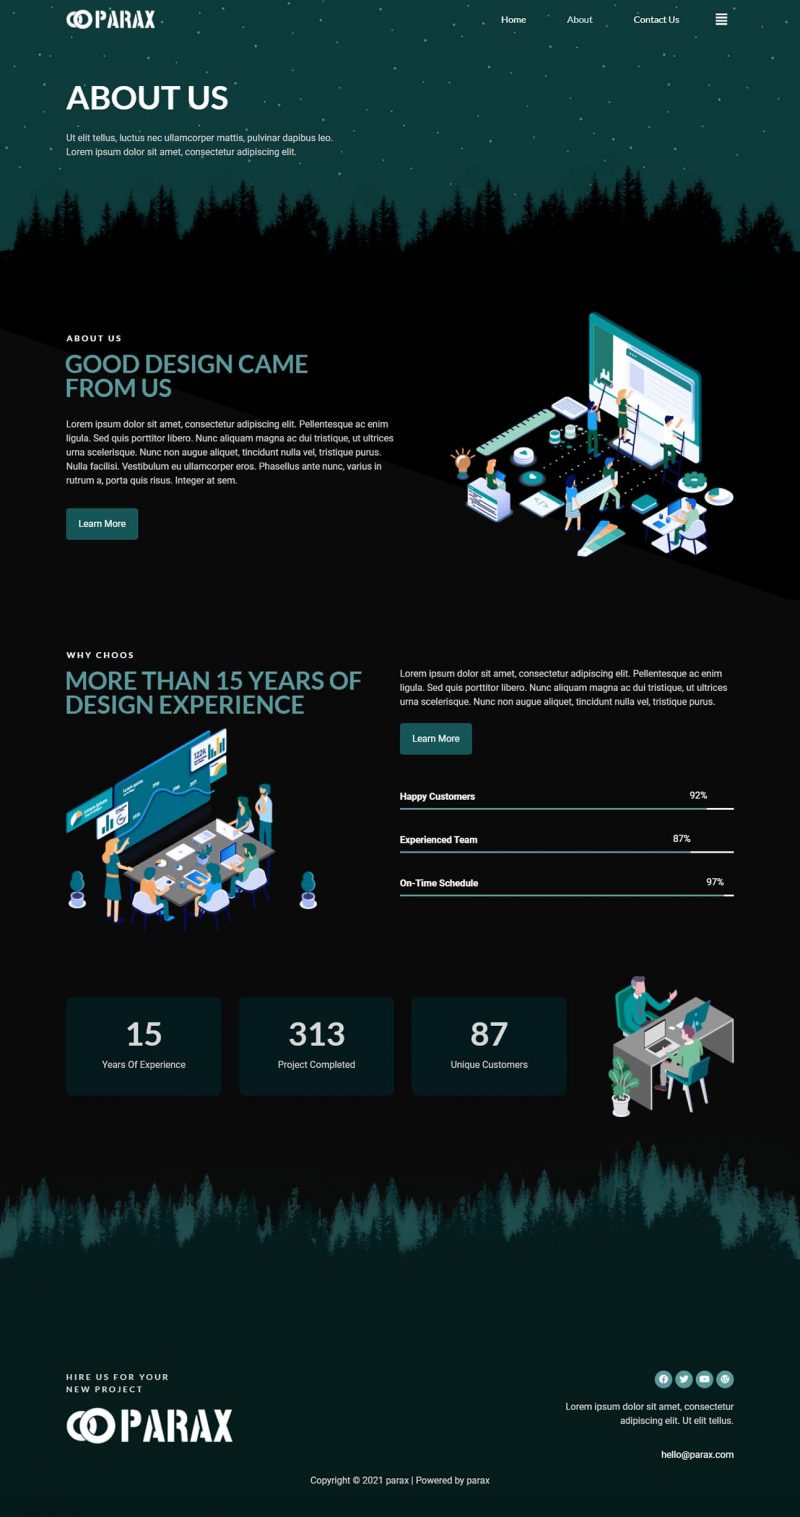 PARAX
Home
About
Contact Us
ABOUT US
Ut elit tellus, luctus nec ullamcorper mattis, pulvinar dapibus leo.
Lorem ipsum dolor sit amet, consectetur adipiscing elit.
ABOUT US
GOOD DESIGN CAME
FROM US
Lorem ipsum dolor sit amet, consectetur adipiscing elit. Pellentesque ac enim
ligula. Sed quis porttitor libero. Nunc aliquam magna ac dui tristique, ut ultrices
urna scelerisque. Nunc non augue aliquet, tincidunt nulla vel, tristique purus.
Nulla facilisi. Vestibulum eu ullamcorper eros. Phasellus ante nunc, varius in
rutrum a, porta quis risus. Integer at sem.
Learn More
WHY CHOOS
MORE THAN 15 YEARS OF
DESIGN EXPERIENCE
122k
Lorem ipsum dolor sit amet, consectetur adipiscing elit. Pellentesque ac enim
ligula. Sed quis porttitor libero. Nunc aliquam magna ac dui tristique, ut ultrices
urna scelerisque. Nunc non augue aliquet, tincidunt nulla vel, tristique purus.
Learn More
Happy Customers 92%
Experienced Team 87%
On-Time Schedule 97%
15
Years Of Experience
313
Project Completed
87
Unique Customers
HIRE US FOR YOUR
NEW PROJECT
PARAX
Lorem ipsum dolor sit amet, consectetur
adipiscing elit. Ut elit tellus.
hello@parax.com
Copyright © 2021 parax | Powered by parax